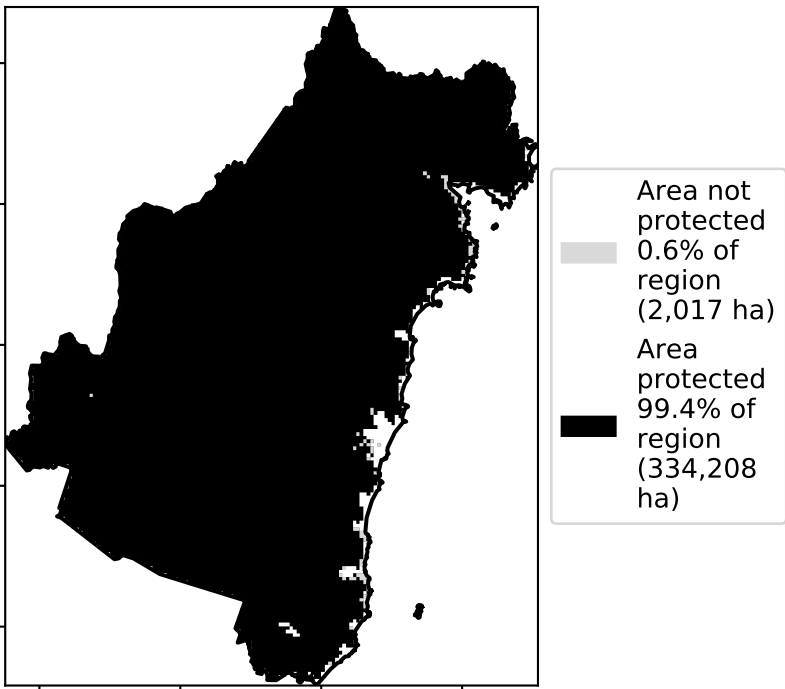 Area not
protected
0.6% of
region
(2,017 ha)
Area
protected
99.4% of
region
(334,208
ha)